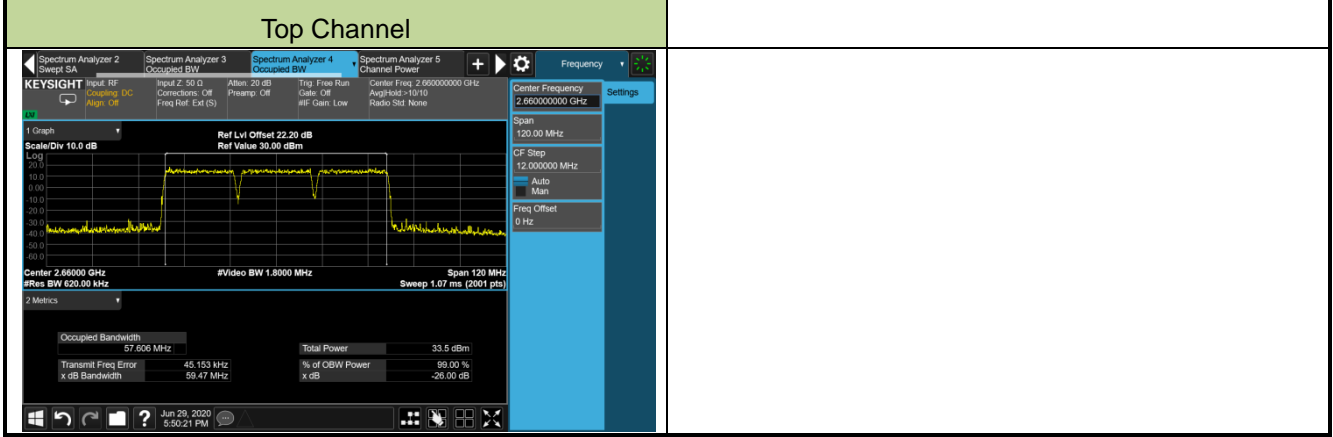 Top Channel
Spectrum Analyzer 2
Swept SA
Spectrum Analyzer 3
Occupied BW
Spectrum Analyzer 4
Occupied BW
Spectrum Analyzer 5
Channel Power
+
Frequency
KEYSIGHT
Input: RF
Coupling: DC
Align: Off
Input Z: 50 Ω
Corrections: Off
Freq Ref: Ext (S)
Atten: 20 dB
Preamp: Off
Trig: Free Run
Gate: Off
#IF Gain: Low
Center Freq: 2.660000000 GHz
Avg|Hold:>10/10
Radio Std: None
Center Frequency
2.660000000 GHz
Settings
Span
120.00 MHz
CF Step
12.000000 MHz
Auto
Man
Freq Offset
0 Hz
1 Graph
Scale/Div 10.0 dB
Ref Lvl Offset 22.20 dB
Ref Value 30.00 dBm
Log
20.0
10.0
0.00
-10.0
-20.0
-30.0
-40.0
-50.0
-60.0
Center 2.66000 GHz
#Res BW 620.00 kHz
#Video BW 1.8000 MHz
Span 120 MHz
Sweep 1.07 ms (2001 pts)
2 Metrics
Occupied Bandwidth
57.606 MHz
Total Power 33.5 dBm
Transmit Freq Error 45.153 kHz
% of OBW Power 99.00 %
x dB Bandwidth 59.47 MHz
x dB -26.00 dB
?
Jun 29, 2020
5:50:21 PM